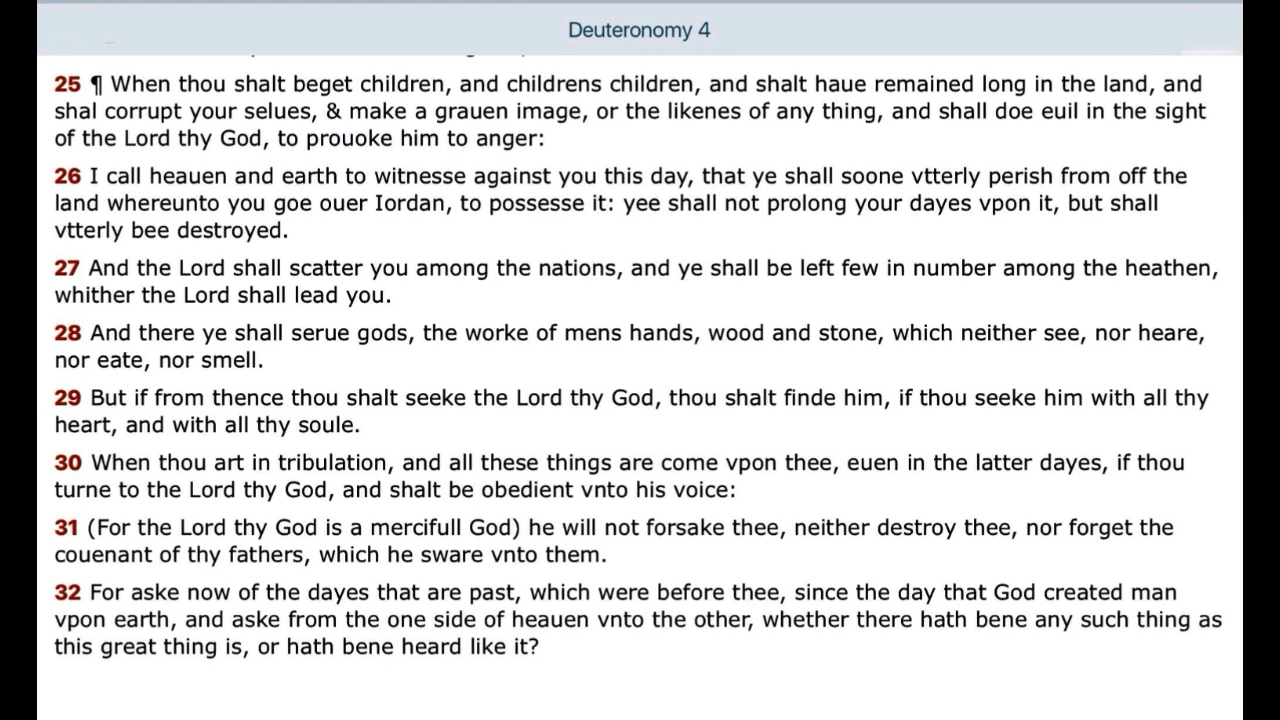 Deuteronomy 4
25 ¶ When thou shalt beget children, and childrens children, and shalt haue remained long in the land, and
shal corrupt your selues, & make a grauen image, or the likenes of any thing, and shall doe euil in the sight
of the Lord thy God, to prouoke him to anger:
26 I call heauen and earth to witnesse against you this day, that ye shall soone vtterly perish from off the
land whereunto you goe ouer Iordan, to possesse it: yee shall not prolong your dayes vpon it, but shall
vtterly bee destroyed.
27 And the Lord shall scatter you among the nations, and ye shall be left few in number among the heathen,
whither the Lord shall lead you.
28 And there ye shall serue gods, the worke of mens hands, wood and stone, which neither see, nor heare,
nor eate, nor smell.
29 But if from thence thou shalt seeke the Lord thy God, thou shalt finde him, if thou seeke him with all thy
heart, and with all thy soule.
30 When thou art in tribulation, and all these things are come vpon thee, euen in the latter dayes, if thou
turne to the Lord thy God, and shalt be obedient vnto his voice:
31 (For the Lord thy God is a mercifull God) he will not forsake thee, neither destroy thee, nor forget the
couenant of thy fathers, which he sware vnto them.
32 For aske now of the dayes that are past, which were before thee, since the day that God created man
vpon earth, and aske from the one side of heauen vnto the other, whether there hath bene any such thing as
this great thing is, or hath bene heard like it?